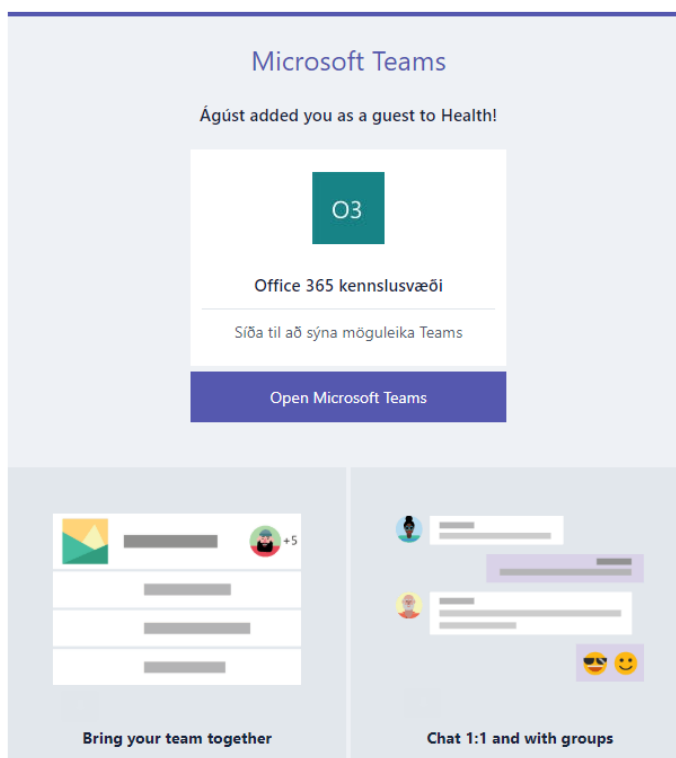 Microsoft Teams
Ágúst added you as a guest to Health!
O3
Office 365 kennslusvæði
Síða til að sýna möguleika Teams
Open Microsoft Teams
+5
Bring your team together
Chat 1:1 and with groups